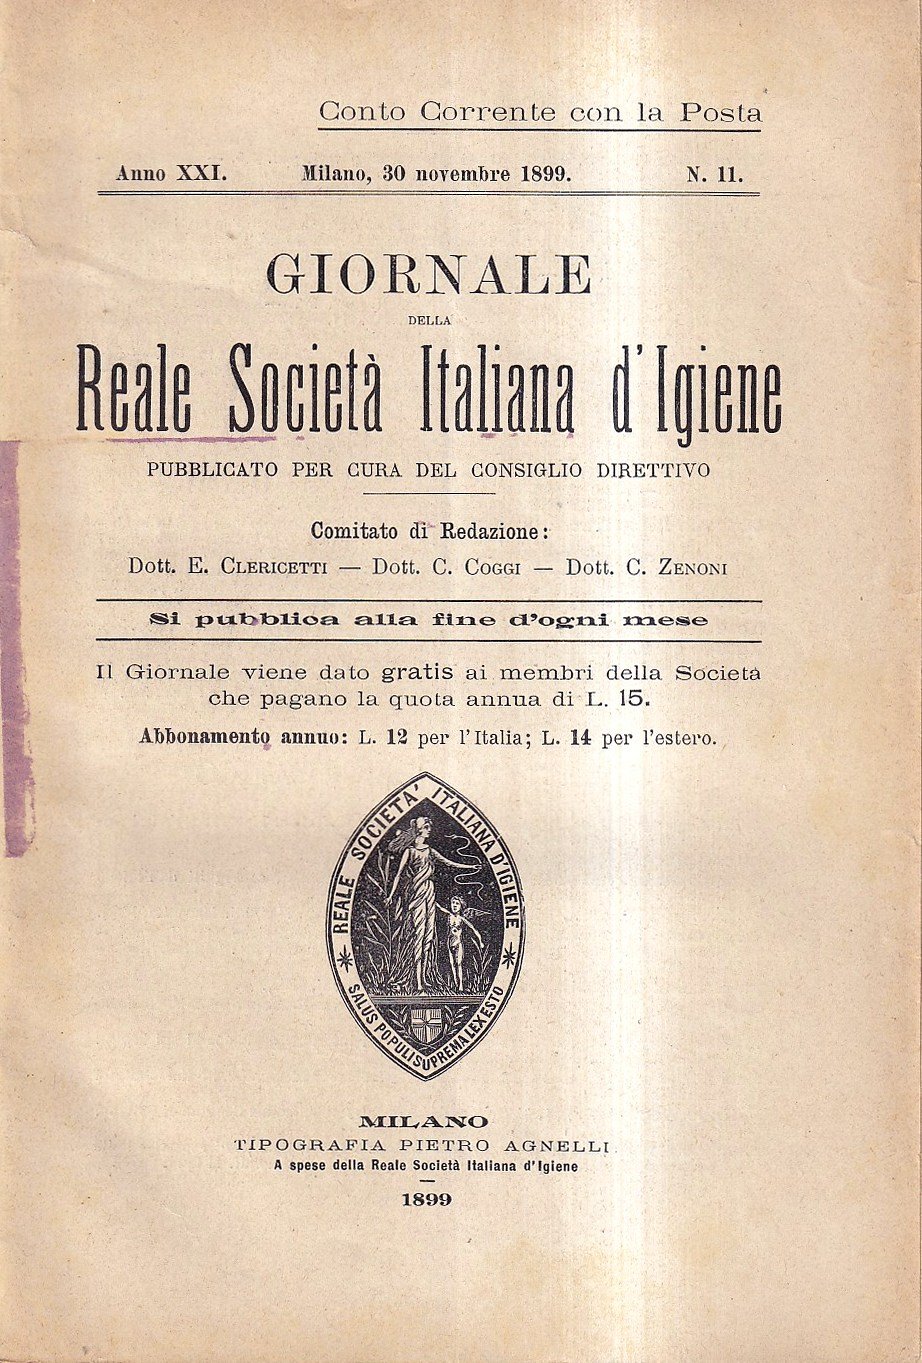 Conto Corrente con la Posta
Anno XXI. Milano, 30 novembre 1899. N. 11.
GIORNALE
DELLA
Reale Società Italiana d'Igiene
PUBBLICATO PER CURA DEL CONSIGLIO DIRETTIVO
Comitato di Redazione:
Dott. E. CLERICETTI — Dott. C. COGGI — Dott. C. ZENONI
Si pubblica alla fine d'ogni mese
Il Giornale viene dato gratis ai membri della Società
che pagano la quota annua di L. 15.
Abbonamento annuo: L. 12 per l'Italia; L. 14 per l'estero.
REALE SOCIETA' ITALIANA D'IGIENE
SALUS POPULI SUPREMA LEX ESTO
MILANO
TIPOGRAFIA PIETRO AGNELLI
A spese della Reale Società Italiana d'Igiene
1899